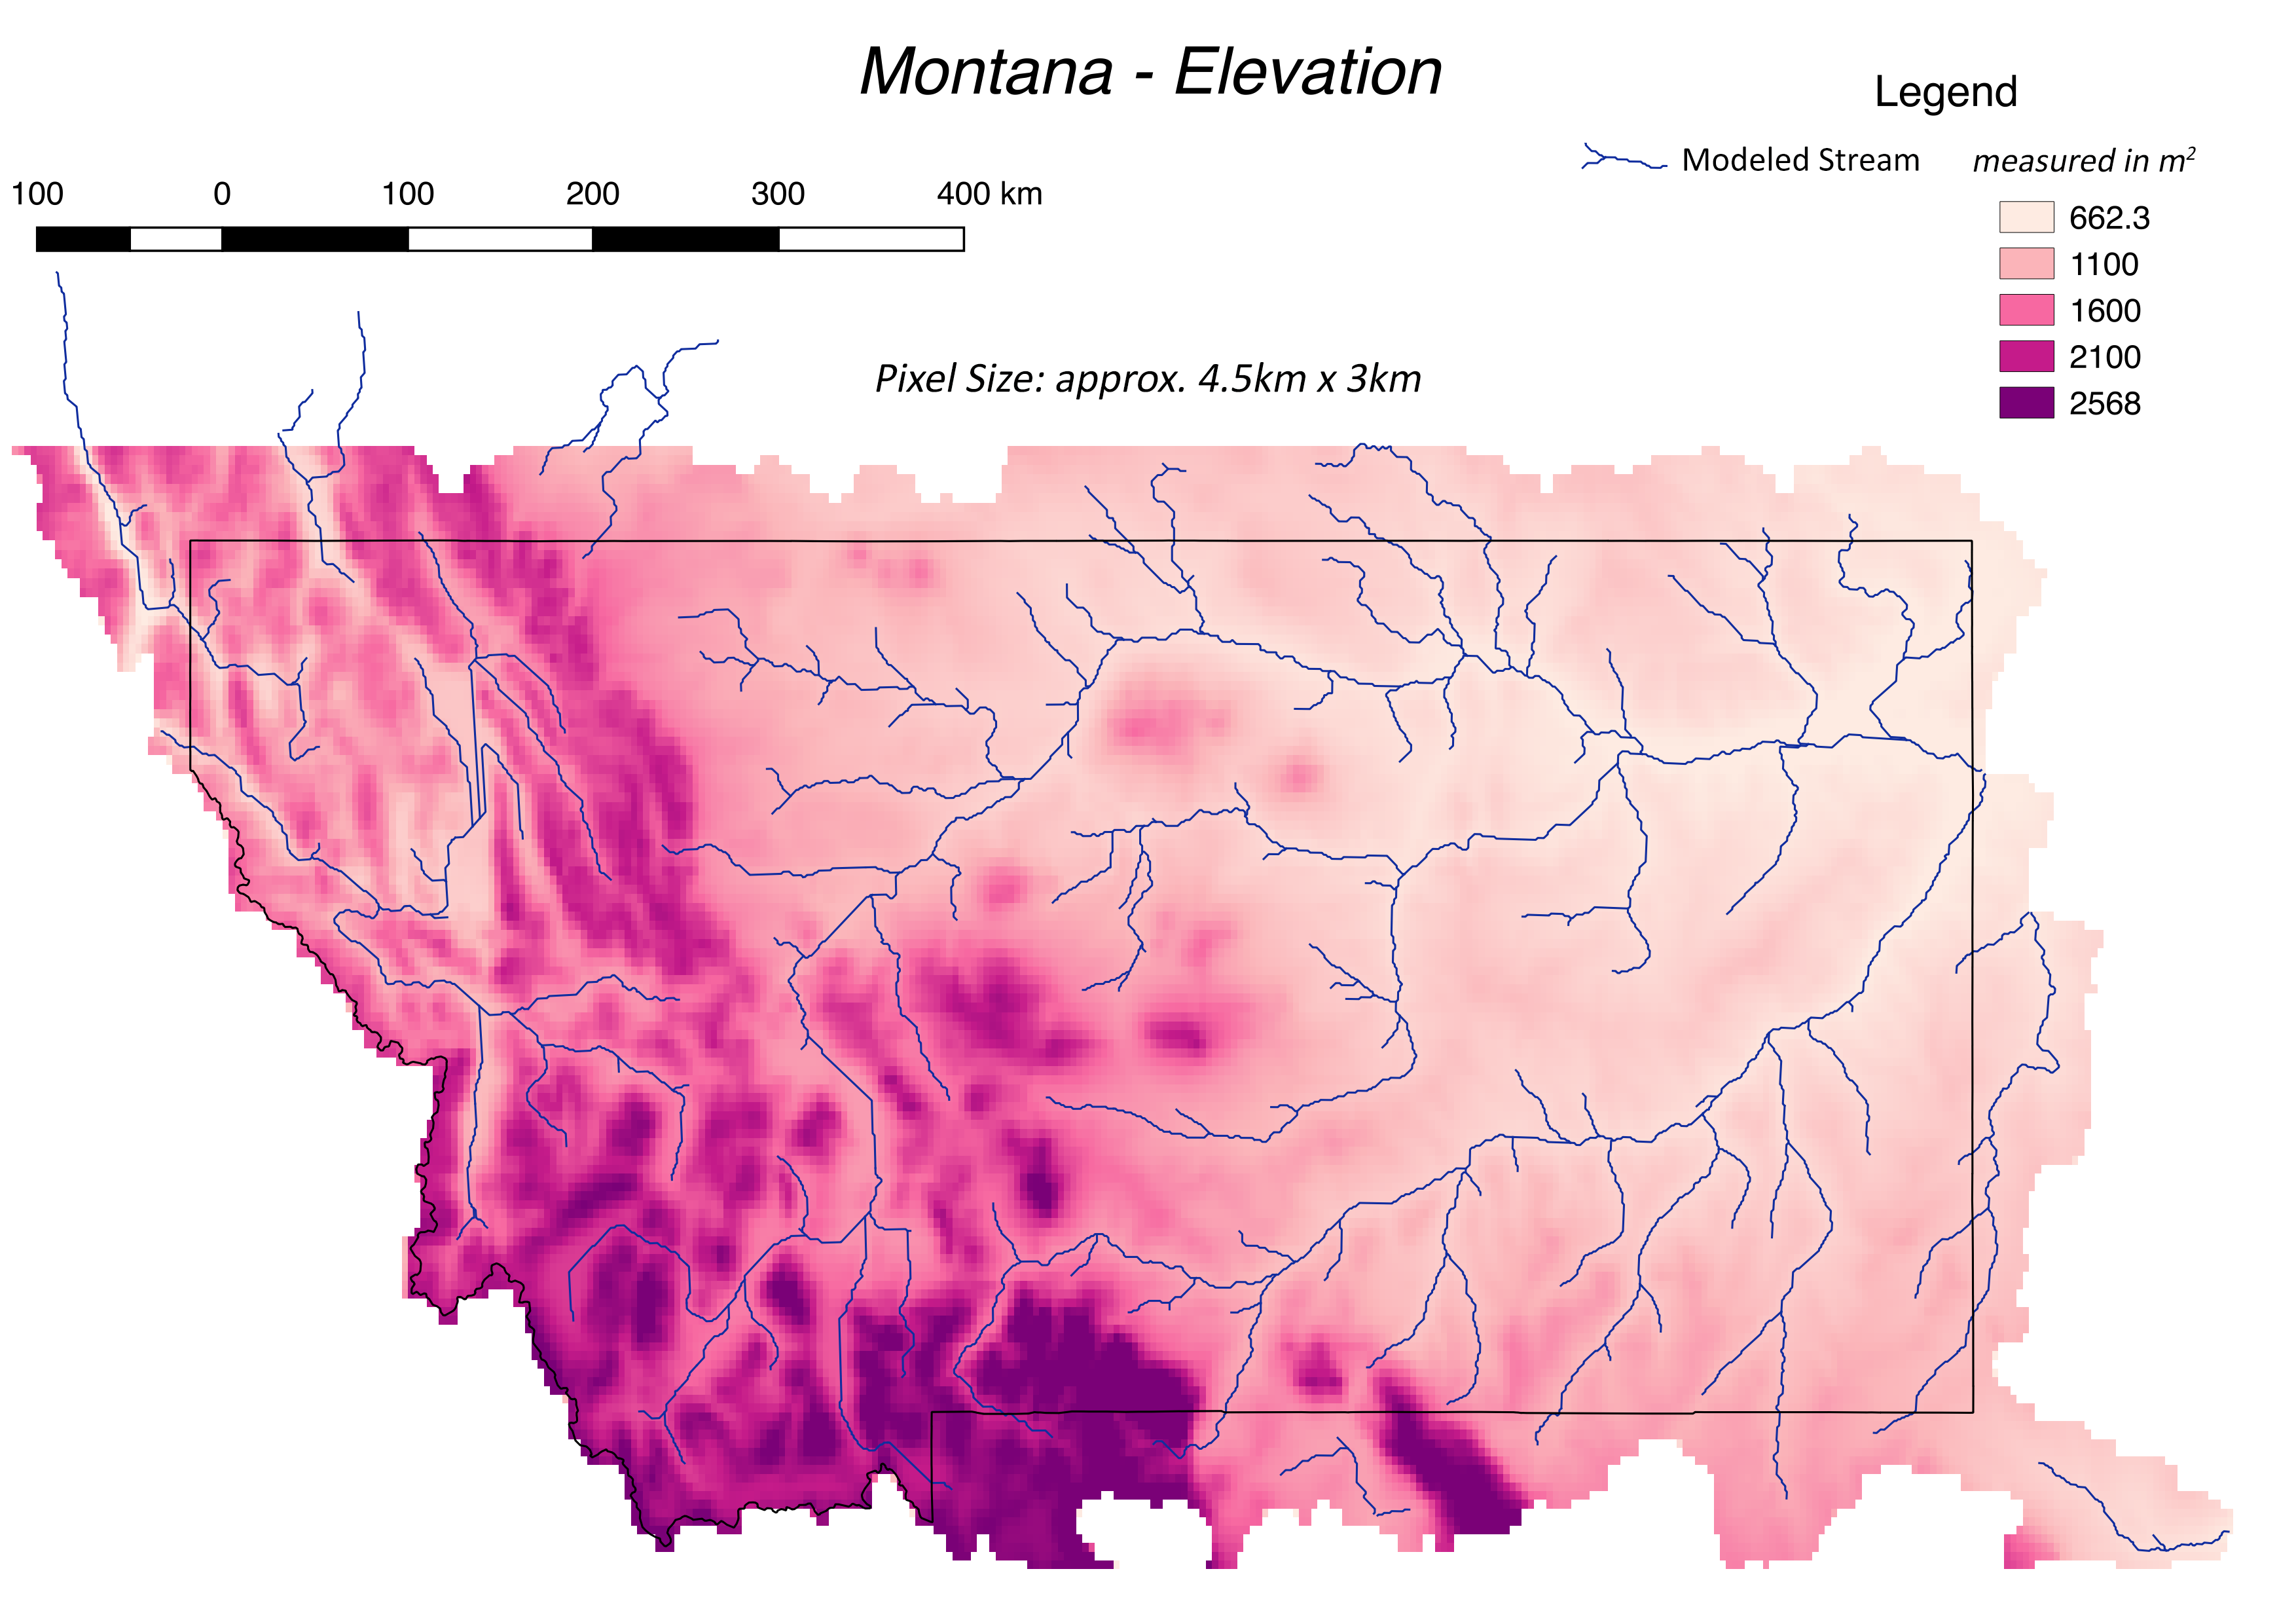 Montana - Elevation
Legend
Modeled Stream
measured in m²
100 0 100 200 300 400 km
662.3
1100
1600
2100
2568
Pixel Size: approx. 4.5km x 3km